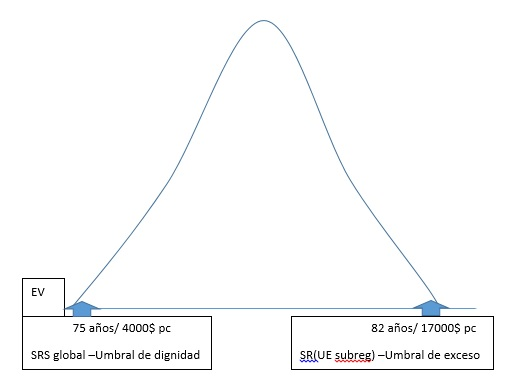 EV
75 años/ 4000$ pc
SRS global –Umbral de dignidad
82 años/ 17000$ pc
SR(UE subreg) –Umbral de exceso